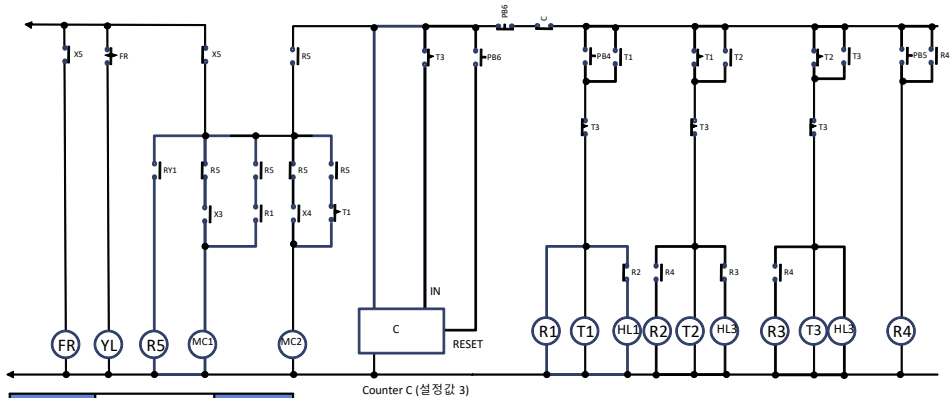 PB6 C
X5 FR X5 R5 T3 PB6 PB4 T1 T1 T2 T2 T3 PB5 R4
T3 T3 T3
RY1 R5 R5 R5 R5
X3 R1 X4 T1
R2 R4 R3 R4
IN
C
RESET
FR YL R5 MC1 MC2 R1 T1 HL1 R2 T2 HL3 R3 T3 HL3 R4
Counter C (설정값 3)